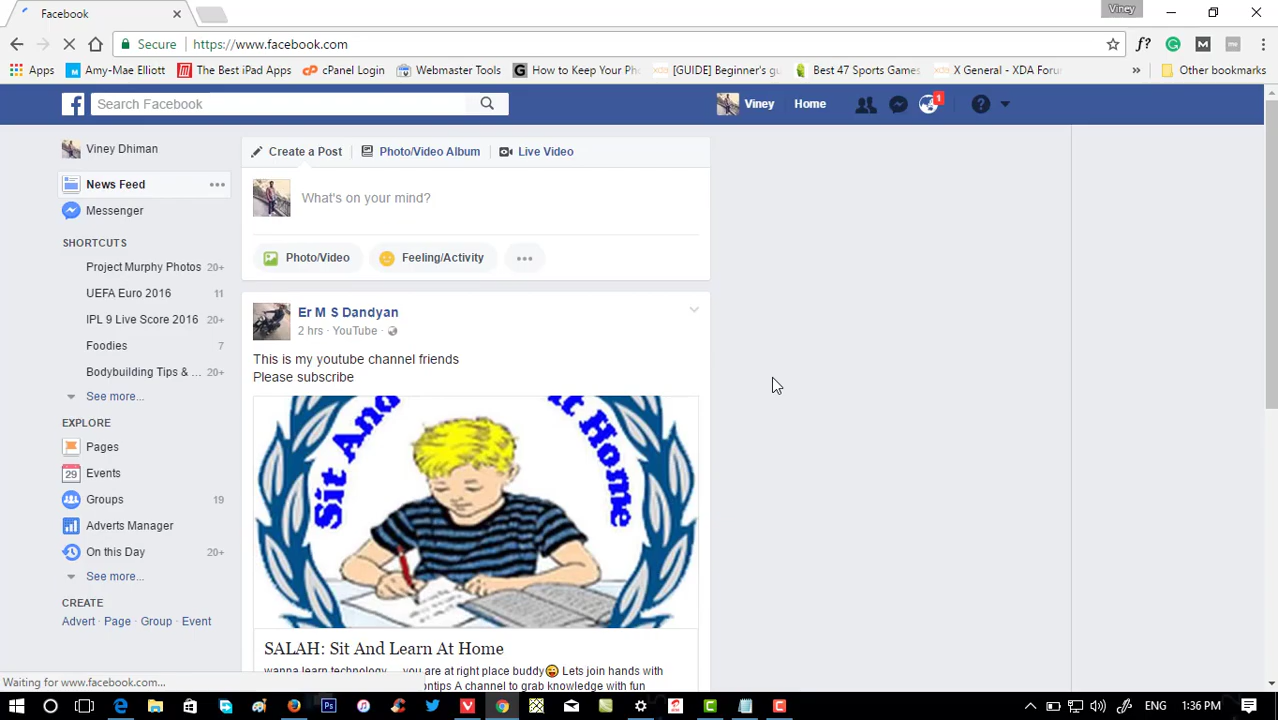 Facebook
Viney
Secure https://www.facebook.com f?
Apps Amy-Mae Elliott The Best iPad Apps cPanel Login Webmaster Tools How to Keep Your Ph [GUIDE] Beginner's gu Best 47 Sports Games X General - XDA Forum » Other bookmarks
f Search Facebook Viney Home 1
Viney Dhiman
News Feed
Messenger
SHORTCUTS
Project Murphy Photos 20+
UEFA Euro 2016 11
IPL 9 Live Score 2016 20+
Foodies 7
Bodybuilding Tips & ... 20+
See more...
EXPLORE
Pages
29 Events
Groups 19
Adverts Manager
On this Day 20+
See more...
CREATE
Advert · Page · Group · Event
Create a Post Photo/Video Album Live Video
What's on your mind?
Photo/Video Feeling/Activity
Er M S Dandyan
2 hrs · YouTube ·
This is my youtube channel friends
Please subscribe
Sit And
at Home
SALAH: Sit And Learn At Home
wanna learn technology.... you are at right place buddy😀 Lets join hands with
ontips A channel to grab knowledge with fun
Waiting for www.facebook.com...
ENG 1:36 PM